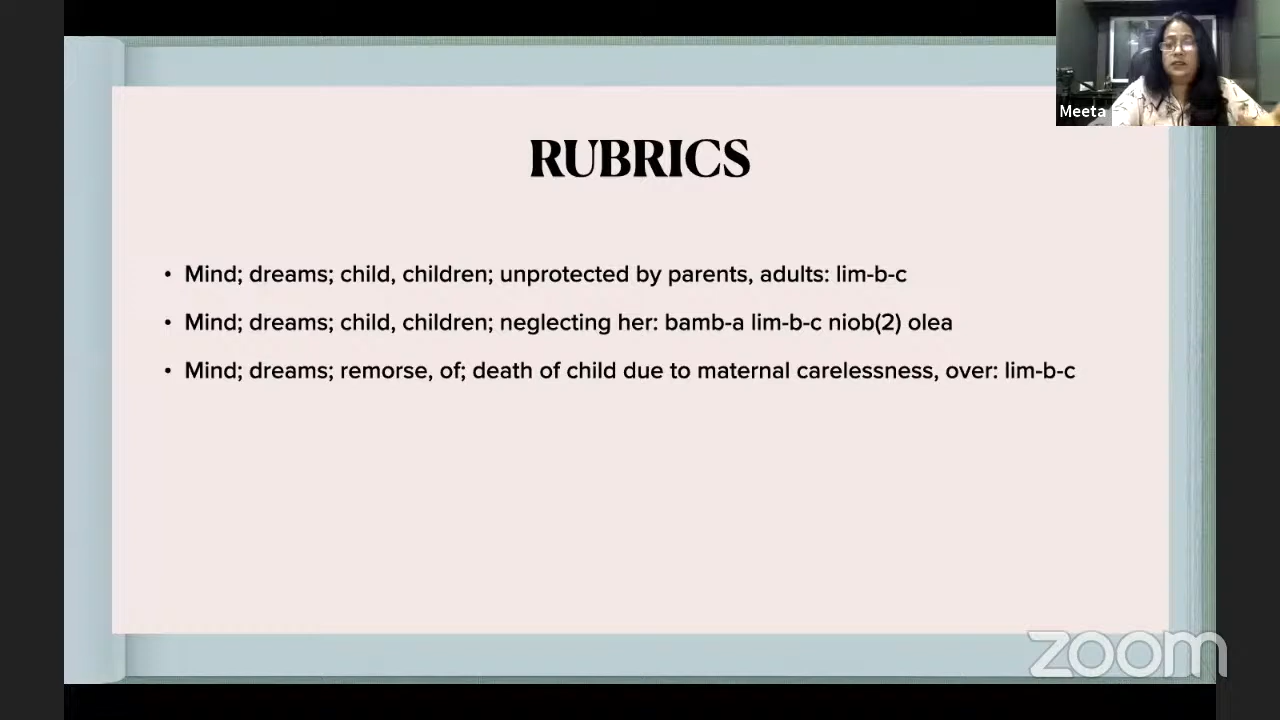 Meeta
RUBRICS
• Mind; dreams; child, children; unprotected by parents, adults: lim-b-c
• Mind; dreams; child, children; neglecting her: bamb-a lim-b-c niob(2) olea
• Mind; dreams; remorse, of; death of child due to maternal carelessness, over: lim-b-c
zoom